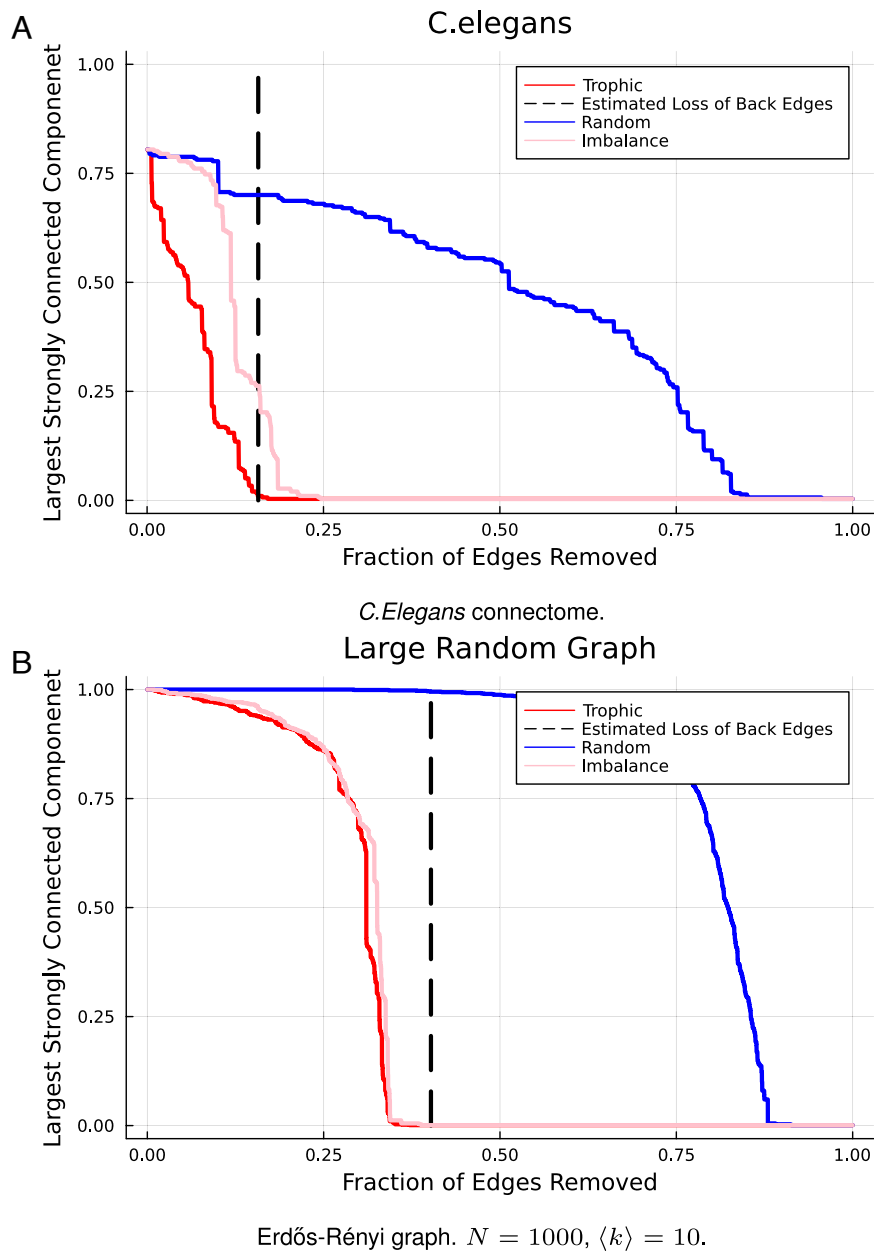 A
C.elegans
Largest Strongly Connected Componenet
1.00
0.75
0.50
0.25
0.00
Trophic
Estimated Loss of Back Edges
Random
Imbalance
0.00 0.25 0.50 0.75 1.00
Fraction of Edges Removed
C.Elegans connectome.
B
Large Random Graph
Largest Strongly Connected Componenet
1.00
0.75
0.50
0.25
0.00
Trophic
Estimated Loss of Back Edges
Random
Imbalance
0.00 0.25 0.50 0.75 1.00
Fraction of Edges Removed
Erdős-Rényi graph. N = 1000, ⟨k⟩ = 10.